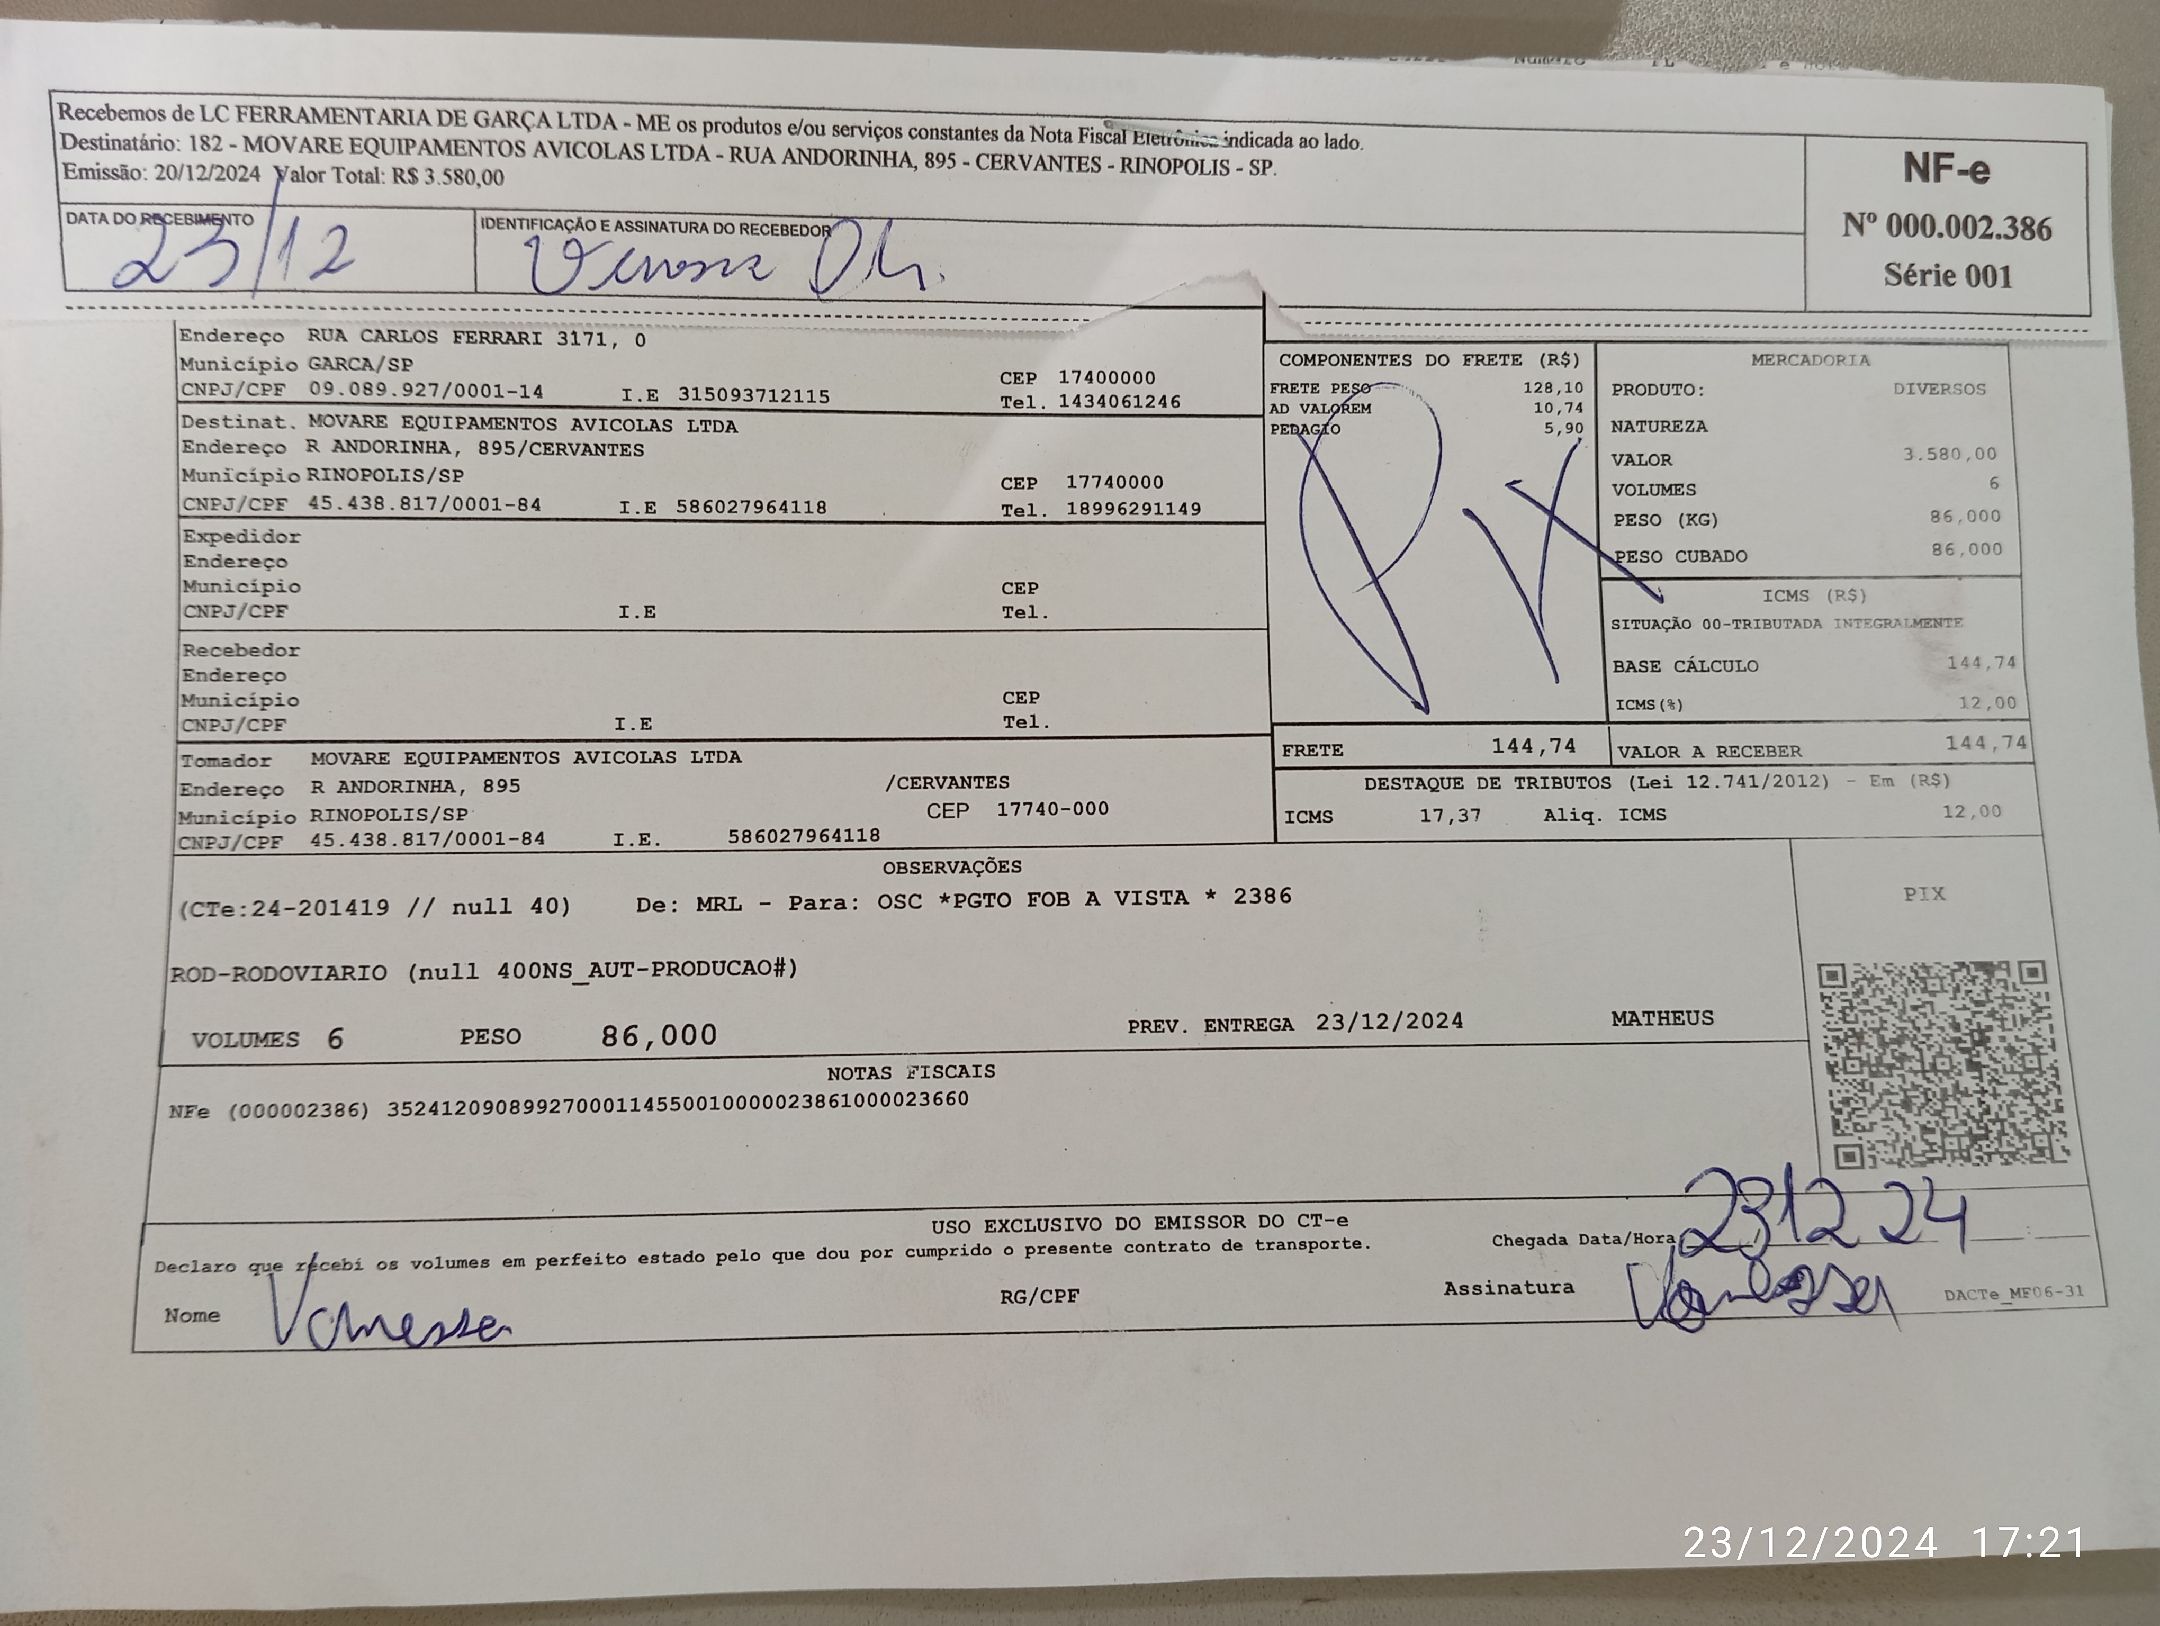 Recebemos de LC FERRAMENTARIA DE GARÇA LTDA - ME os produtos e/ou serviços constantes da Nota Fiscal Eletrônica indicada ao lado.
Destinatário: 182 - MOVARE EQUIPAMENTOS AVICOLAS LTDA - RUA ANDORINHA, 895 - CERVANTES - RINOPOLIS - SP.
Emissão: 20/12/2024 Valor Total: R$ 3.580,00
NF-e
Nº 000.002.386
Série 001
DATA DO RECEBIMENTO
23/12
IDENTIFICAÇÃO E ASSINATURA DO RECEBEDOR
Endereço RUA CARLOS FERRARI 3171, 0
Município GARCA/SP CEP 17400000
CNPJ/CPF 09.089.927/0001-14 I.E 315093712115 Tel. 1434061246
Destinat. MOVARE EQUIPAMENTOS AVICOLAS LTDA
Endereço R ANDORINHA, 895/CERVANTES
Município RINOPOLIS/SP CEP 17740000
CNPJ/CPF 45.438.817/0001-84 I.E 586027964118 Tel. 18996291149
Expedidor
Endereço
Município CEP
CNPJ/CPF I.E Tel.
Recebedor
Endereço
Município CEP
CNPJ/CPF I.E Tel.
Tomador MOVARE EQUIPAMENTOS AVICOLAS LTDA
Endereço R ANDORINHA, 895 /CERVANTES
Município RINOPOLIS/SP CEP 17740-000
CNPJ/CPF 45.438.817/0001-84 I.E. 586027964118
COMPONENTES DO FRETE (R$)
FRETE PESO 128,10
AD VALOREM 10,74
PEDAGIO 5,90
PIX
FRETE 144,74
MERCADORIA
PRODUTO: DIVERSOS
NATUREZA
VALOR 3.580,00
VOLUMES 6
PESO (KG) 86,000
PESO CUBADO 86,000
ICMS (R$)
SITUAÇÃO 00-TRIBUTADA INTEGRALMENTE
BASE CÁLCULO 144,74
ICMS(%) 12,00
VALOR A RECEBER 144,74
DESTAQUE DE TRIBUTOS (Lei 12.741/2012) - Em (R$)
ICMS 17,37 Aliq. ICMS 12,00
OBSERVAÇÕES
(CTe:24-201419 // null 40) De: MRL - Para: OSC *PGTO FOB A VISTA * 2386
ROD-RODOVIARIO (null 400NS_AUT-PRODUCAO#)
VOLUMES 6 PESO 86,000 PREV. ENTREGA 23/12/2024 MATHEUS
PIX
NOTAS FISCAIS
NFe (000002386) 35241209089927000114550010000023861000023660
USO EXCLUSIVO DO EMISSOR DO CT-e
Declaro que recebi os volumes em perfeito estado pelo que dou por cumprido o presente contrato de transporte.
Chegada Data/Hora 23 12 24
Nome Vanessa
RG/CPF
Assinatura Vanessa
DACTe_MF06-31
23/12/2024 17:21